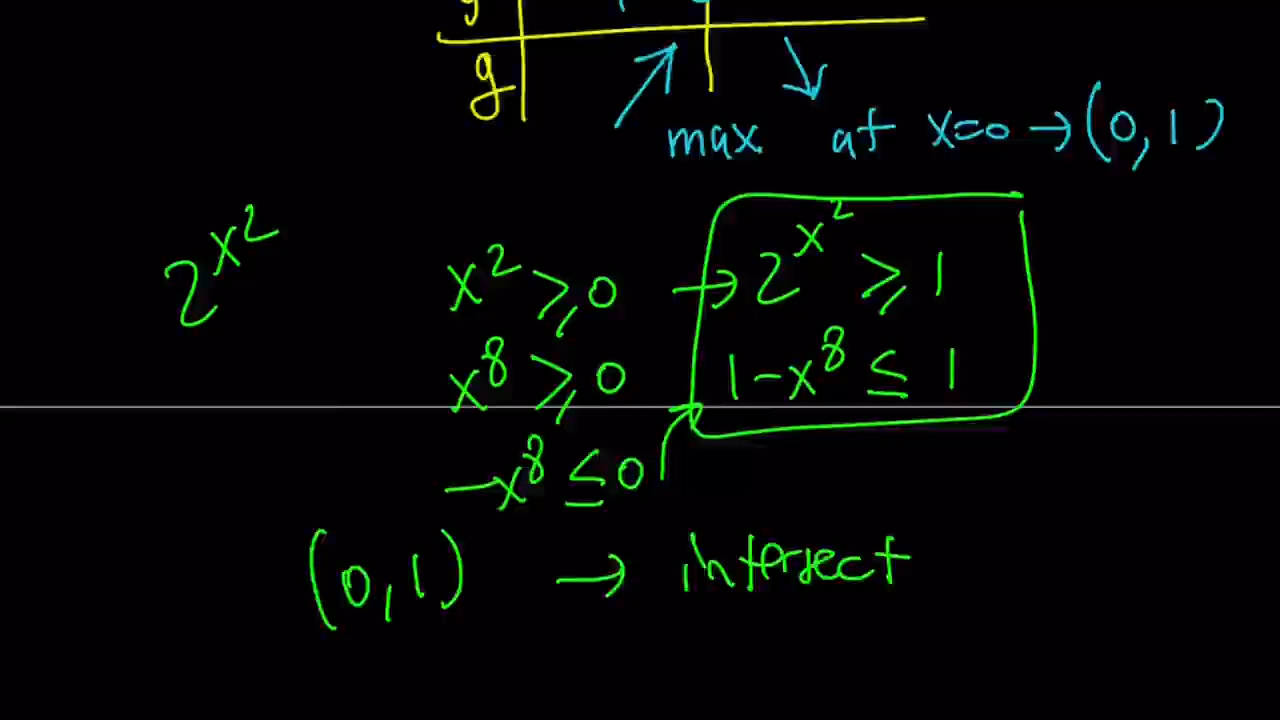 g
max at x=0 → (0, 1)
2^x^2
x^2 ⩾ 0 → 2^x^2 ⩾ 1
x^8 ⩾ 0 1-x^8 ≤ 1
-x^8 ≤ 0
(0, 1) → intersect